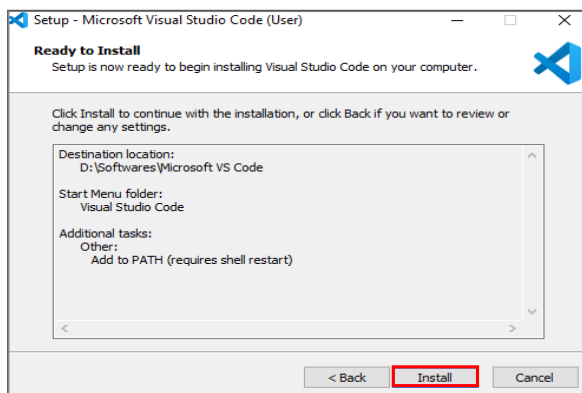 Setup - Microsoft Visual Studio Code (User)
Ready to Install
Setup is now ready to begin installing Visual Studio Code on your computer.
Click Install to continue with the installation, or click Back if you want to review or
change any settings.
Destination location:
D:\Softwares\Microsoft VS Code
Start Menu folder:
Visual Studio Code
Additional tasks:
Other:
Add to PATH (requires shell restart)
< Back
Install
Cancel